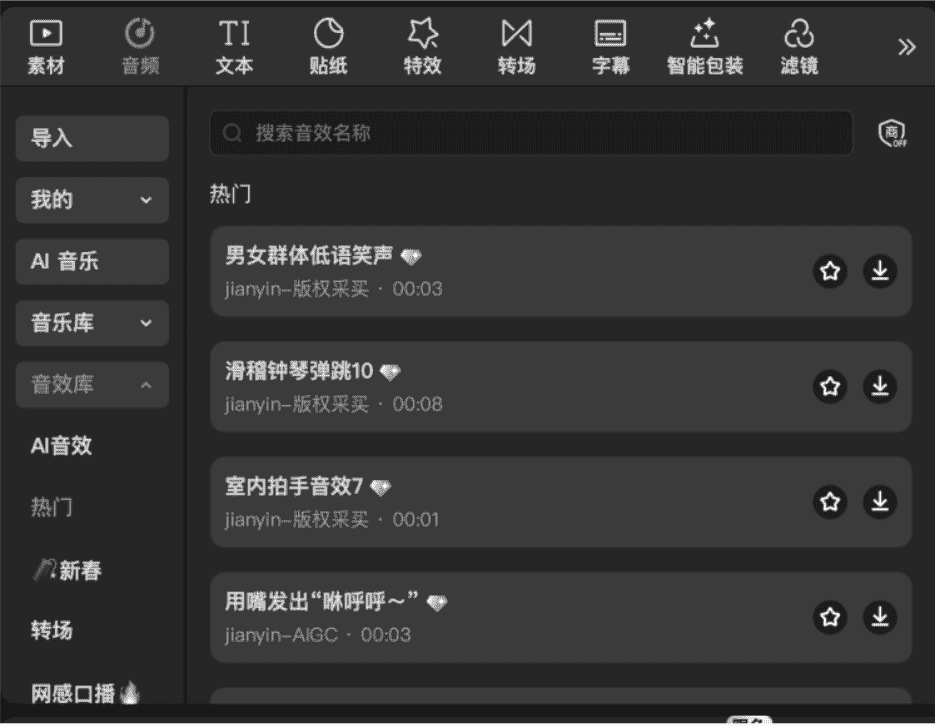 素材 音频 文本 贴纸 特效 转场 字幕 智能包装 滤镜
导入
我的
AI 音乐
音乐库
音效库
AI音效
热门
新春
转场
网感口播
搜索音效名称
商 OFF
热门
男女群体低语笑声
jianyin-版权采买 · 00:03
滑稽钟琴弹跳10
jianyin-版权采买 · 00:08
室内拍手音效7
jianyin-版权采买 · 00:01
用嘴发出“咻呼呼～”
jianyin-AIGC · 00:03